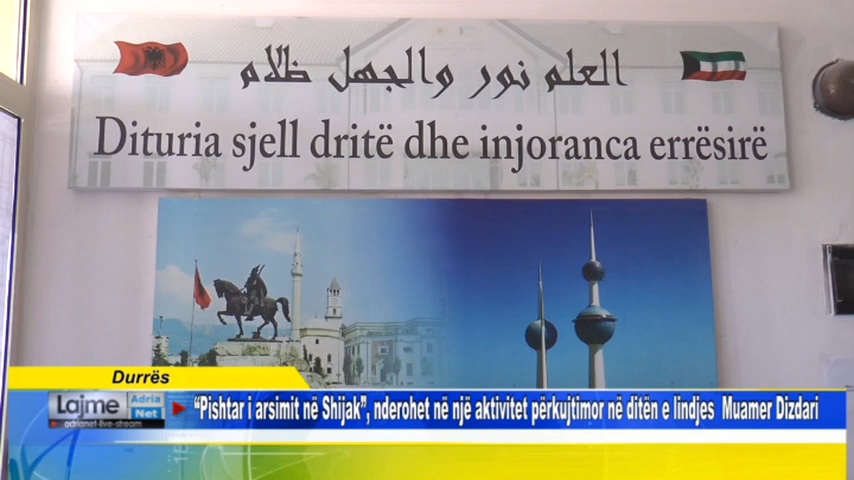 العلم نور والجهل ظلام
Dituria sjell dritë dhe injoranca errësirë
Durrës
Lajme Adria Net
adrianet-live-stream
“Pishtar i arsimit në Shijak”, nderohet në një aktivitet përkujtimor në ditën e lindjes Muamer Dizdari